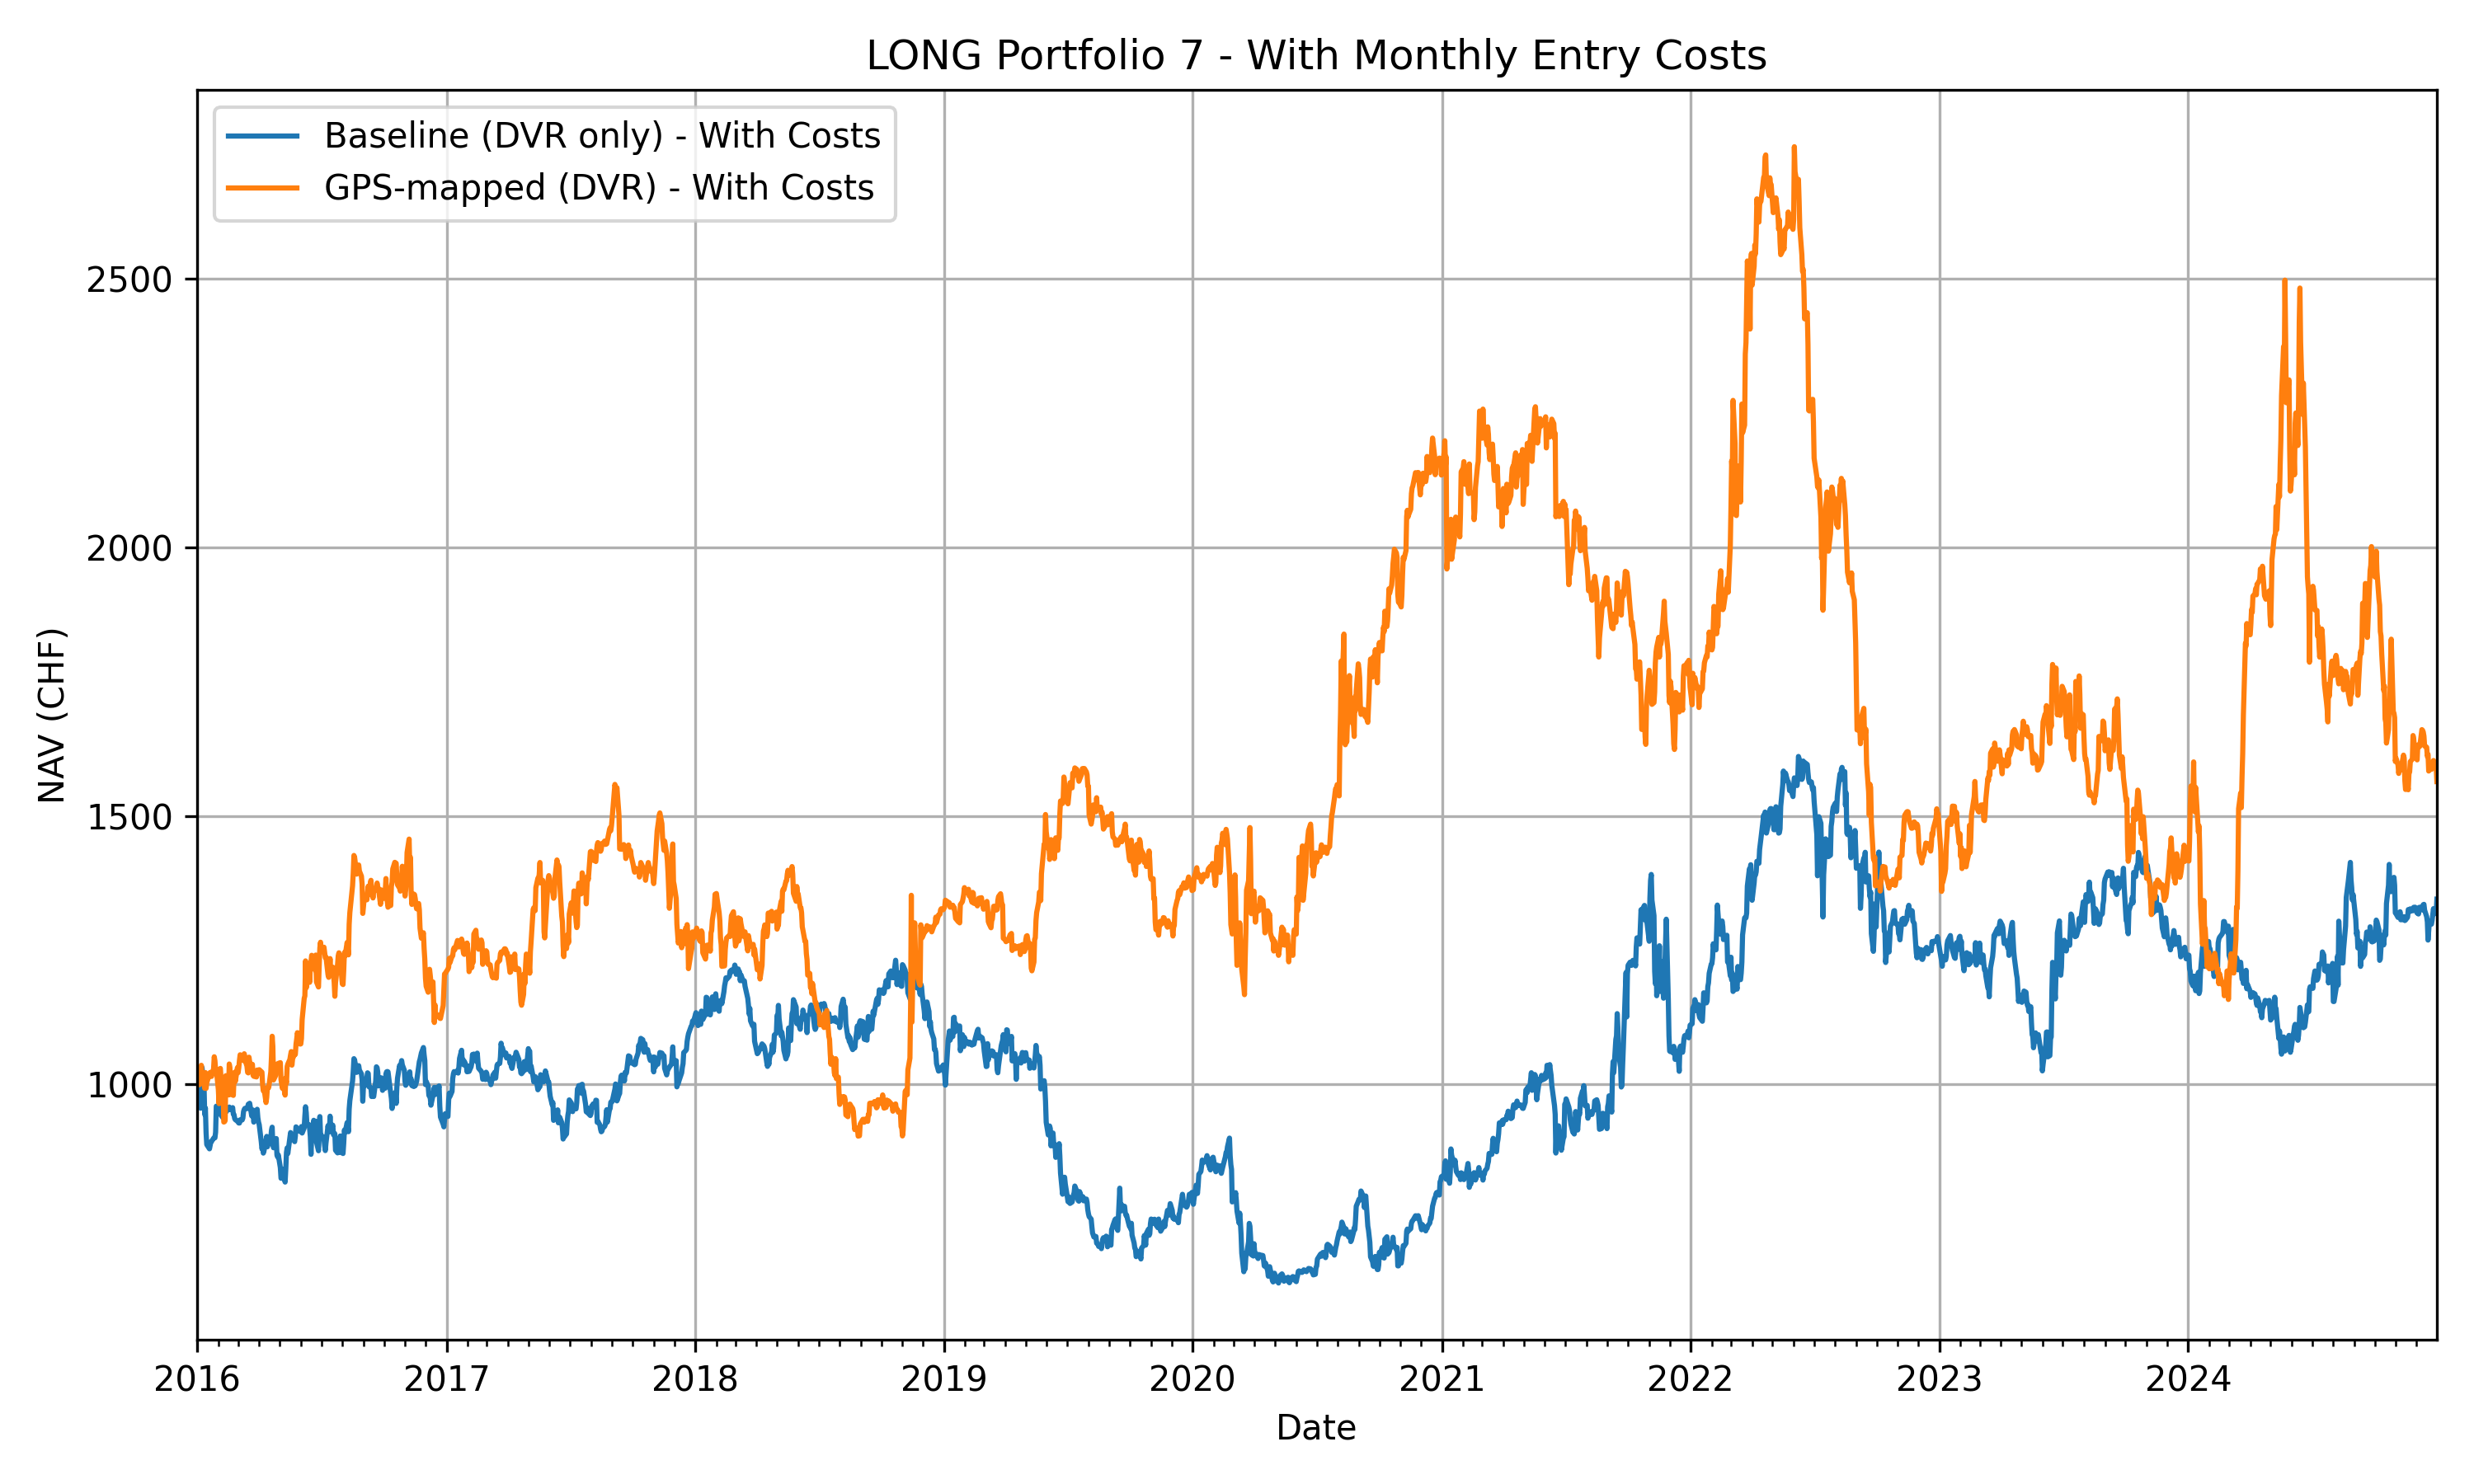 LONG Portfolio 7 - With Monthly Entry Costs
Baseline (DVR only) - With Costs
GPS-mapped (DVR) - With Costs
2500
2000
1500
1000
NAV (CHF)
2016 2017 2018 2019 2020 2021 2022 2023 2024
Date